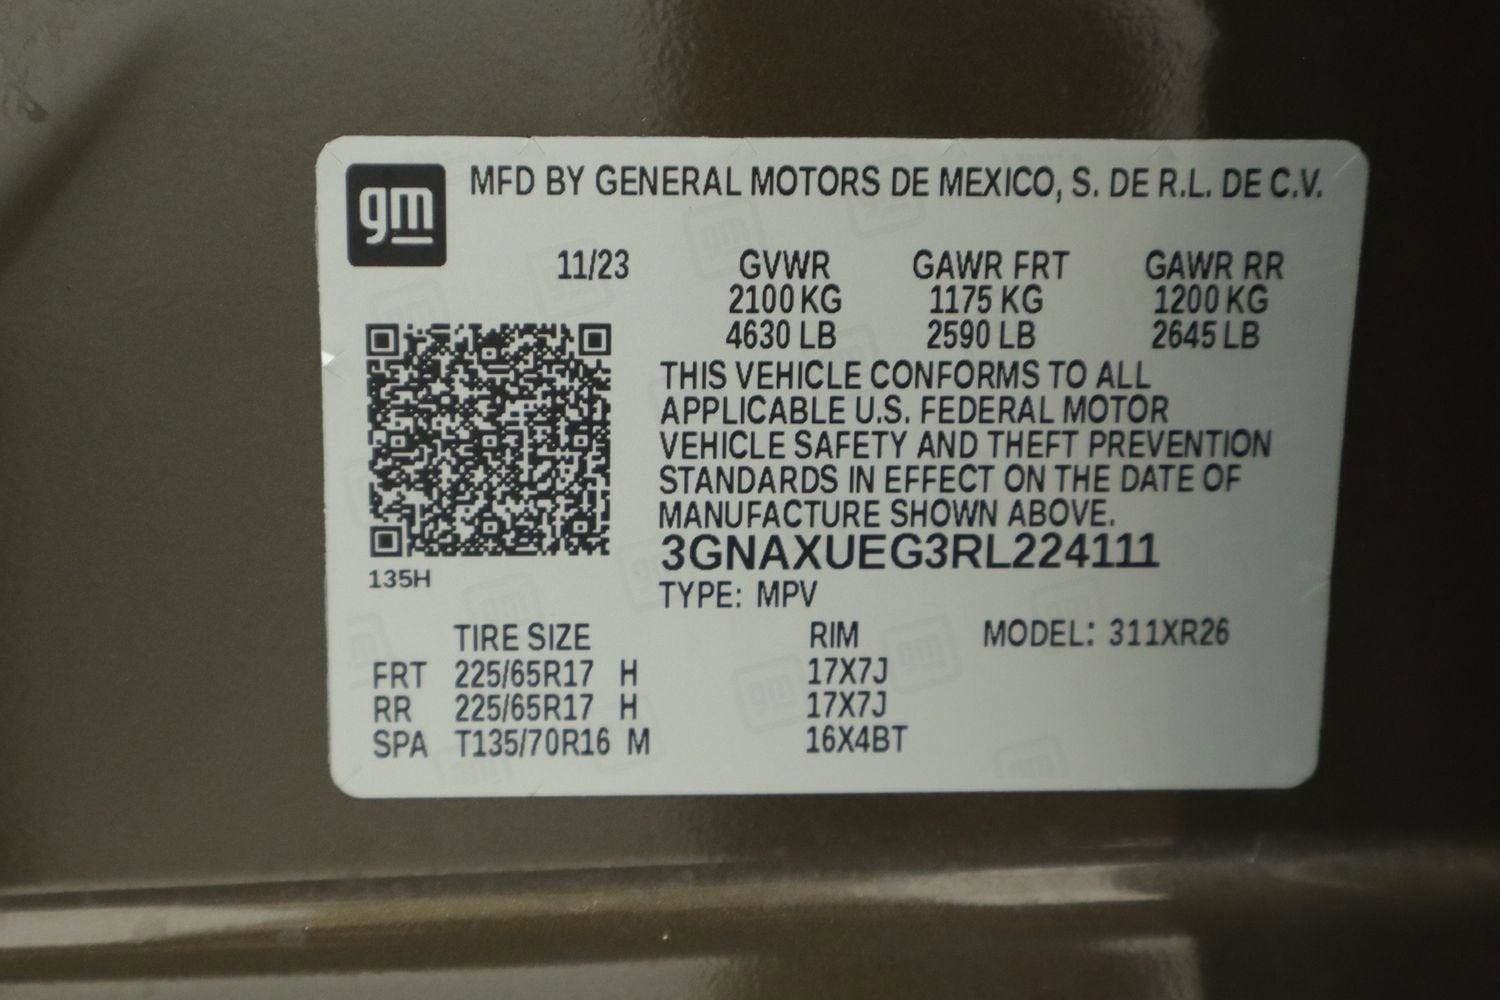 gm
MFD BY GENERAL MOTORS DE MEXICO, S. DE R.L. DE C.V.
11/23 GVWR GAWR FRT GAWR RR
2100 KG 1175 KG 1200 KG
4630 LB 2590 LB 2645 LB
THIS VEHICLE CONFORMS TO ALL
APPLICABLE U.S. FEDERAL MOTOR
VEHICLE SAFETY AND THEFT PREVENTION
STANDARDS IN EFFECT ON THE DATE OF
MANUFACTURE SHOWN ABOVE.
3GNAXUEG3RL224111
135H
TYPE: MPV
TIRE SIZE RIM MODEL: 311XR26
FRT 225/65R17 H 17X7J
RR 225/65R17 H 17X7J
SPA T135/70R16 M 16X4BT